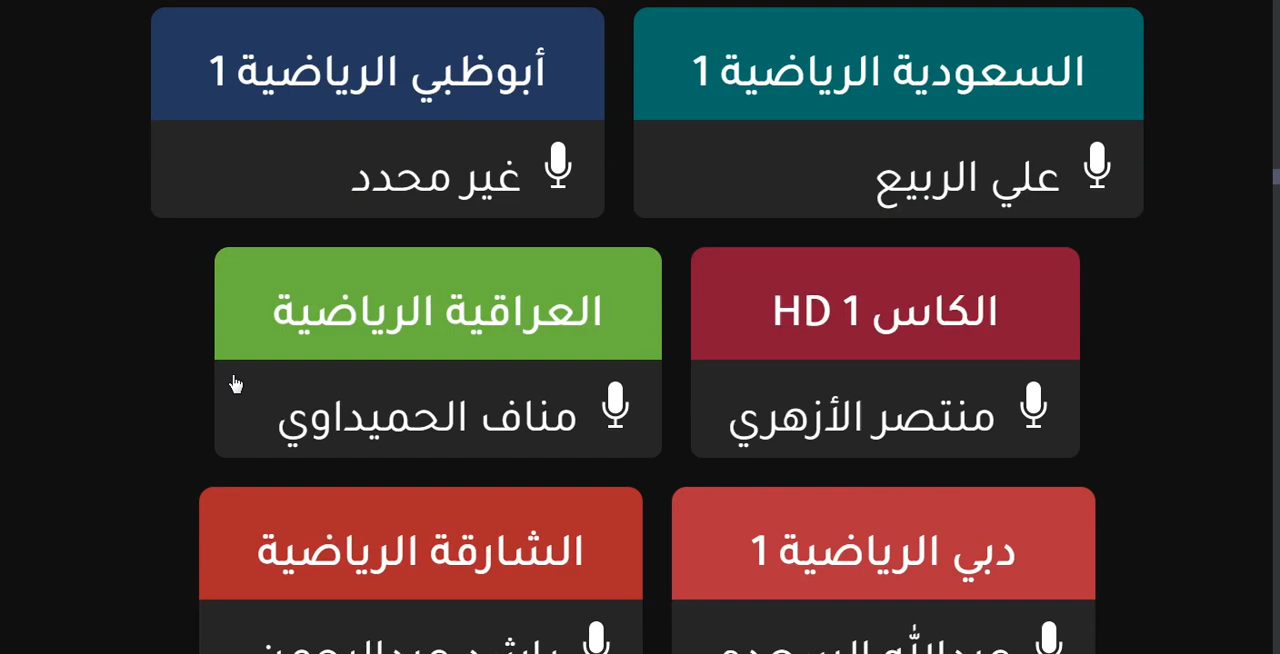 السعودية الرياضية 1
علي الربيع
أبوظبي الرياضية 1
غير محدد
الكاس 1 HD
منتصر الأزهري
العراقية الرياضية
مناف الحميداوي
دبي الرياضية 1
الشارقة الرياضية